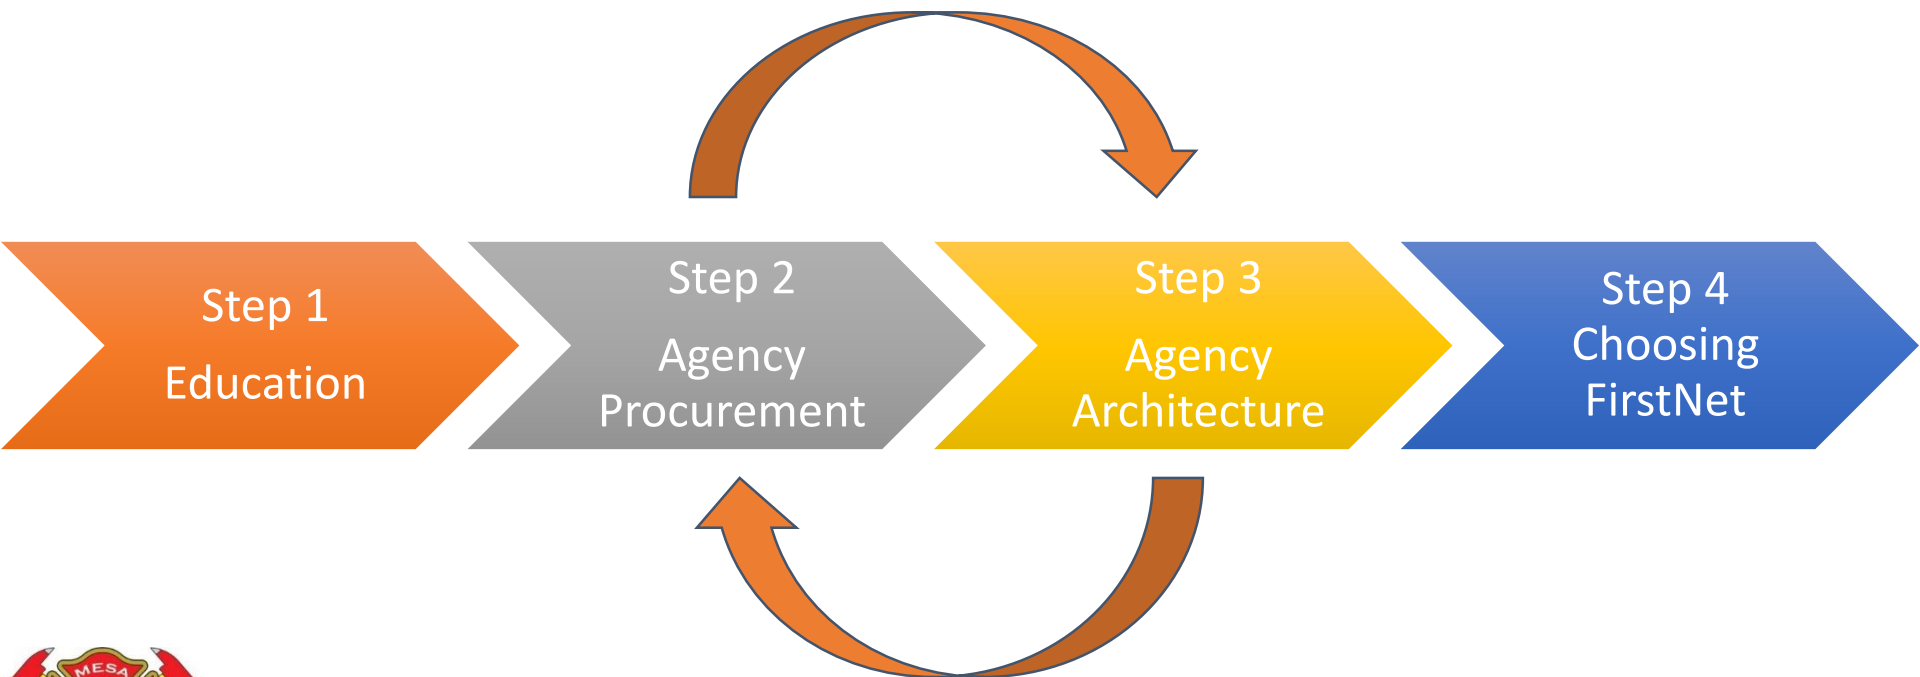 Step 1
Education
Step 2
Agency
Procurement
Step 3
Agency
Architecture
Step 4
Choosing
FirstNet
MESA